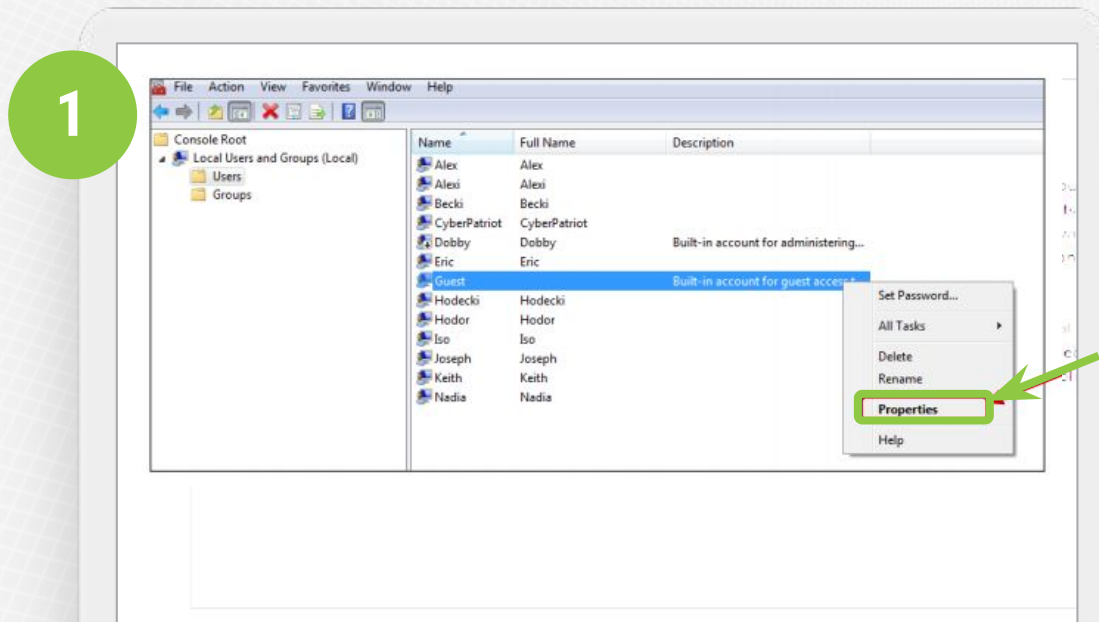 1
File Action View Favorites Window Help
Console Root
Local Users and Groups (Local)
Users
Groups
Name Full Name Description
Alex Alex
Alexi Alexi
Becki Becki
CyberPatriot CyberPatriot
Dobby Dobby Built-in account for administering...
Eric Eric
Guest Built-in account for guest access t...
Hodecki Hodecki
Hodor Hodor
Iso Iso
Joseph Joseph
Keith Keith
Nadia Nadia
Set Password...
All Tasks
Delete
Rename
Properties
Help